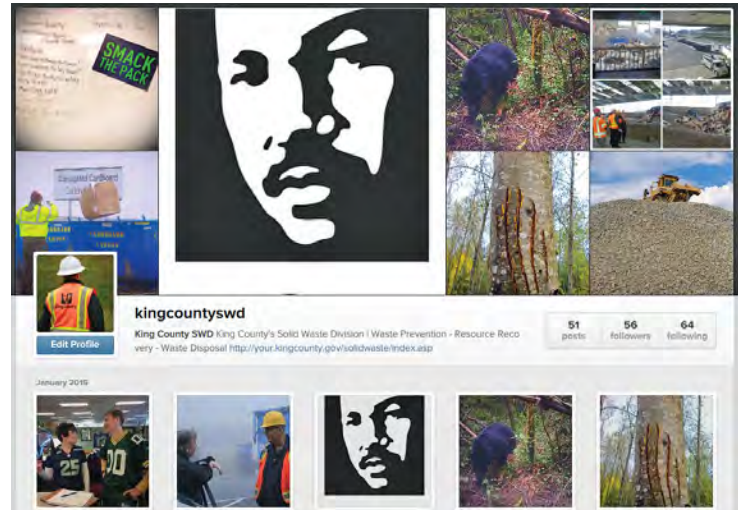 SMACK
THE PACK
Corrugated Cardboard
kingcountyswd
King County SWD King County's Solid Waste Division | Waste Prevention - Resource Reco
very - Waste Disposal http://your.kingcounty.gov/solidwaste/index.asp
Edit Profile
51
posts
56
followers
64
following
January 2015
25
00